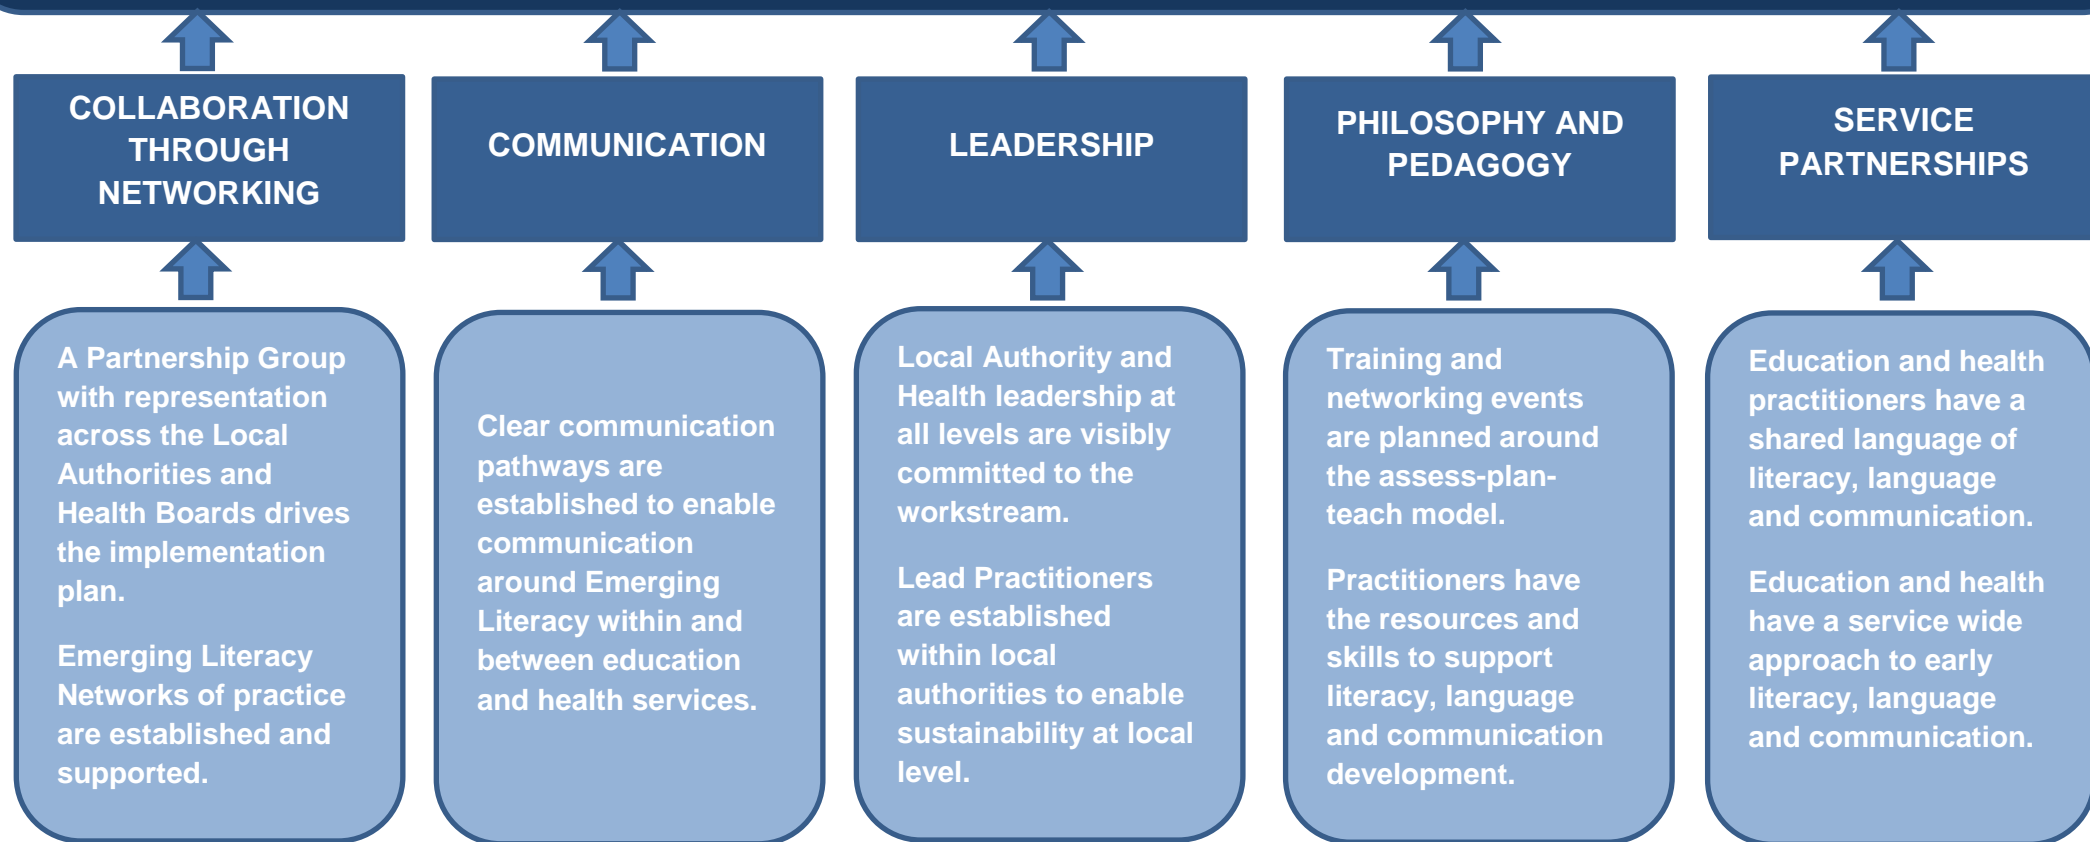 COLLABORATION
THROUGH
NETWORKING
COMMUNICATION
LEADERSHIP
PHILOSOPHY AND
PEDAGOGY
SERVICE
PARTNERSHIPS
A Partnership Group
with representation
across the Local
Authorities and
Health Boards drives
the implementation
plan.
Emerging Literacy
Networks of practice
are established and
supported.
Clear communication
pathways are
established to enable
communication
around Emerging
Literacy within and
between education
and health services.
Local Authority and
Health leadership at
all levels are visibly
committed to the
workstream.
Lead Practitioners
are established
within local
authorities to enable
sustainability at local
level.
Training and
networking events
are planned around
the assess-plan-
teach model.
Practitioners have
the resources and
skills to support
literacy, language
and communication
development.
Education and health
practitioners have a
shared language of
literacy, language
and communication.
Education and health
have a service wide
approach to early
literacy, language
and communication.